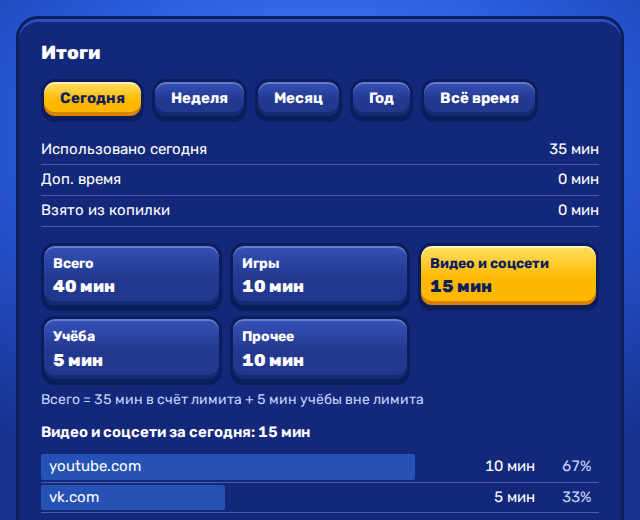 Итоги
Сегодня Неделя Месяц Год Всё время
Использовано сегодня 35 мин
Доп. время 0 мин
Взято из копилки 0 мин
Всего Игры Видео и соцсети
40 мин 10 мин 15 мин
Учёба Прочее
5 мин 10 мин
Всего = 35 мин в счёт лимита + 5 мин учёбы вне лимита
Видео и соцсети за сегодня: 15 мин
youtube.com 10 мин 67%
vk.com 5 мин 33%